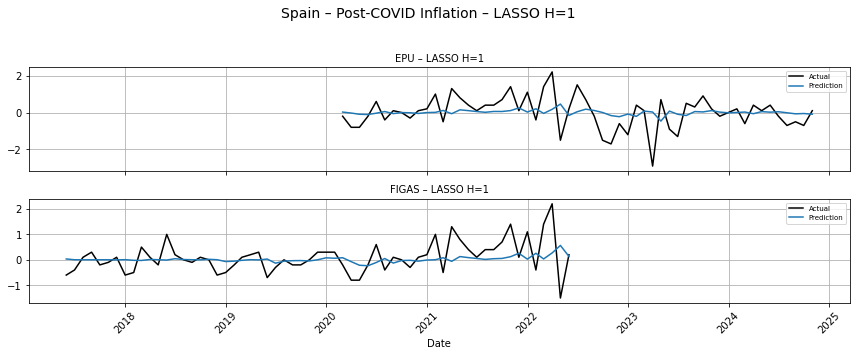 Spain – Post-COVID Inflation – LASSO H=1
EPU – LASSO H=1
2
0
−2
Actual
Prediction
FIGAS – LASSO H=1
2
1
0
−1
Actual
Prediction
2018
2019
2020
2021
2022
2023
2024
2025
Date